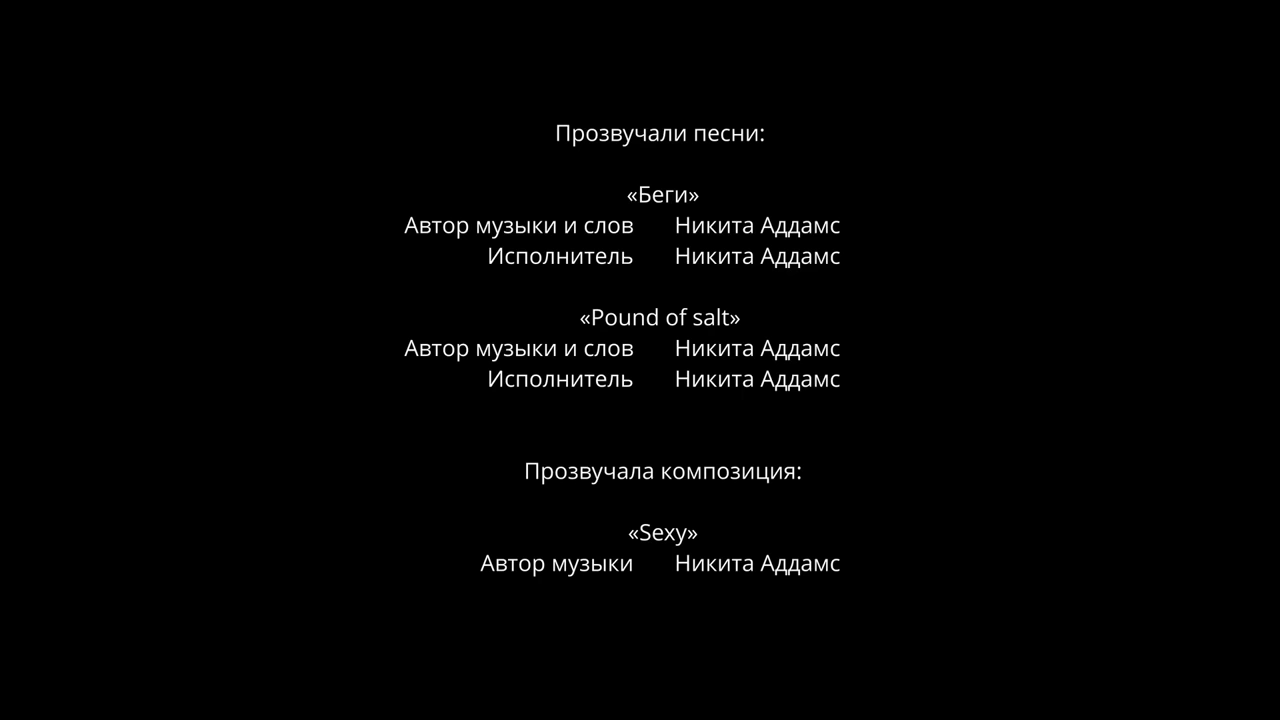 Прозвучали песни:
«Беги»
Автор музыки и слов Никита Аддамс
Исполнитель Никита Аддамс
«Pound of salt»
Автор музыки и слов Никита Аддамс
Исполнитель Никита Аддамс
Прозвучала композиция:
«Sexy»
Автор музыки Никита Аддамс